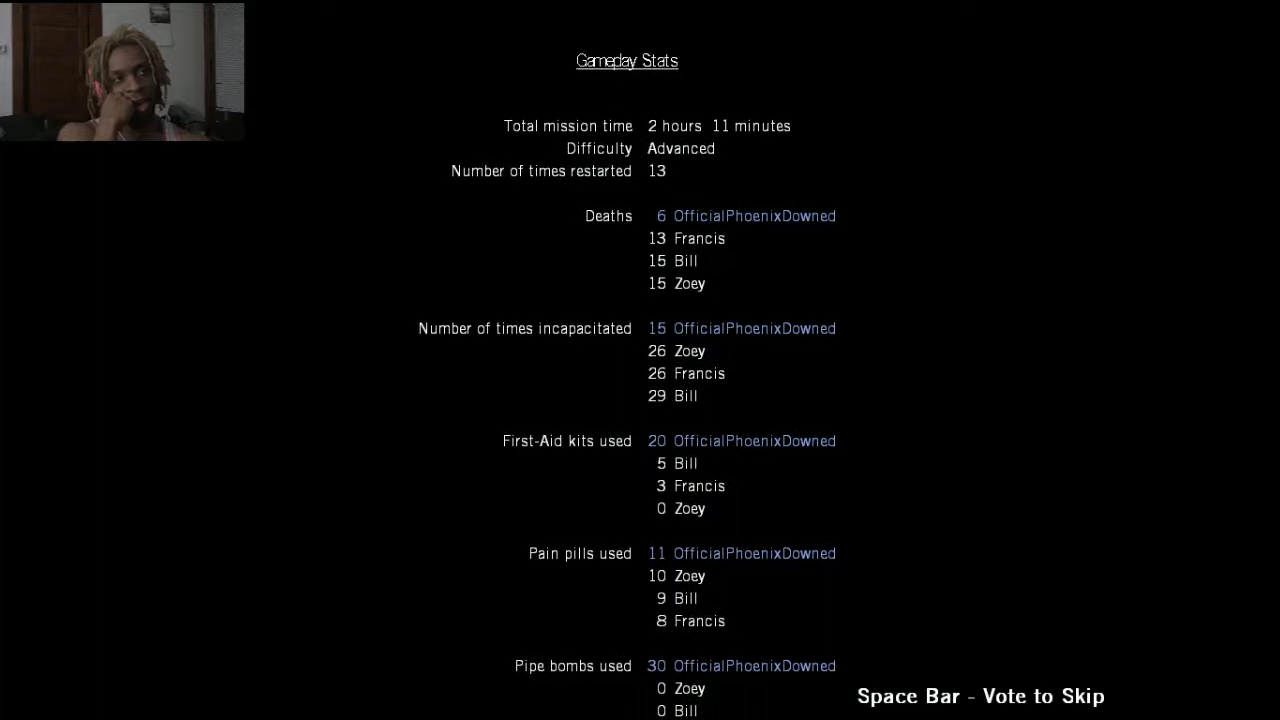 Gameplay Stats
Total mission time 2 hours 11 minutes
Difficulty Advanced
Number of times restarted 13
Deaths 6 OfficialPhoenixDowned
13 Francis
15 Bill
15 Zoey
Number of times incapacitated 15 OfficialPhoenixDowned
26 Zoey
26 Francis
29 Bill
First-Aid kits used 20 OfficialPhoenixDowned
5 Bill
3 Francis
0 Zoey
Pain pills used 11 OfficialPhoenixDowned
10 Zoey
9 Bill
8 Francis
Pipe bombs used 30 OfficialPhoenixDowned
0 Zoey
0 Bill
Space Bar - Vote to Skip